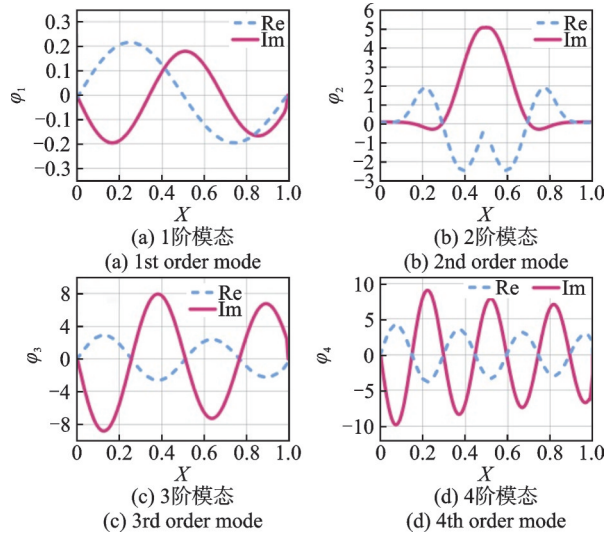 0.3
0.2
0.1
0
−0.1
−0.2
−0.3
φ1
Re
Im
0 0.2 0.4 0.6 0.8 1.0
X
(a) 1阶模态
(a) 1st order mode
6
5
4
3
2
1
0
−1
−2
−3
φ2
Re
Im
0 0.2 0.4 0.6 0.8 1.0
X
(b) 2阶模态
(b) 2nd order mode
8
4
0
−4
−8
φ3
Re
Im
0 0.2 0.4 0.6 0.8 1.0
X
(c) 3阶模态
(c) 3rd order mode
10
5
0
−5
−10
φ4
Re Im
0 0.2 0.4 0.6 0.8 1.0
X
(d) 4阶模态
(d) 4th order mode